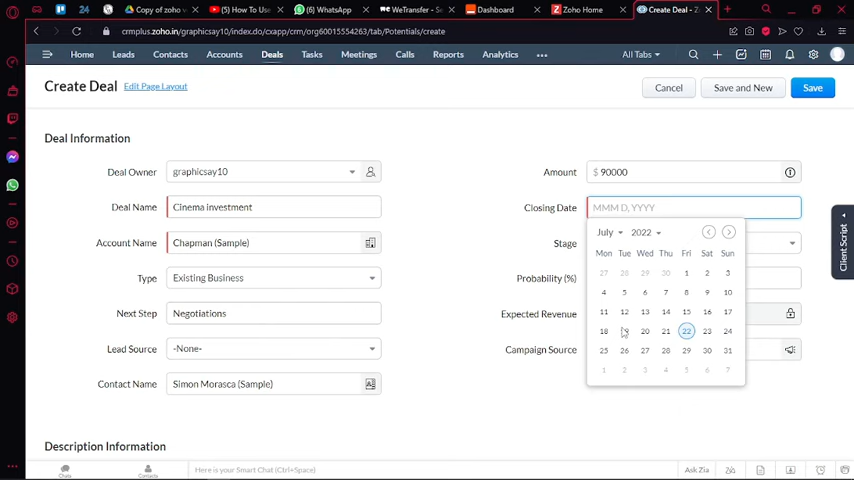 24
Copy of zoho v
(5) How To Use
(6) WhatsApp
WeTransfer - Se
Dashboard
Zoho Home
Create Deal - Z
crmplus.zoho.in/graphicsay10/index.do/cxapp/crm/org60015554263/tab/Potentials/create
Home Leads Contacts Accounts Deals Tasks Meetings Calls Reports Analytics ••• All Tabs
Create Deal Edit Page Layout Cancel Save and New Save
Deal Information
Deal Owner graphicsay10 Amount $ 90000
Deal Name Cinema investment Closing Date MMM D, YYYY
Account Name Chapman (Sample) Stage
Type Existing Business Probability (%)
Next Step Negotiations Expected Revenue
Lead Source -None- Campaign Source
Contact Name Simon Morasca (Sample)
July 2022
Mon Tue Wed Thu Fri Sat Sun
27 28 29 30 1 2 3
4 5 6 7 8 9 10
11 12 13 14 15 16 17
18 19 20 21 22 23 24
25 26 27 28 29 30 31
1 2 3 4 5 6 7
Client Script
Description Information
Chats Contacts Here is your Smart Chat (Ctrl+Space) Ask Zia